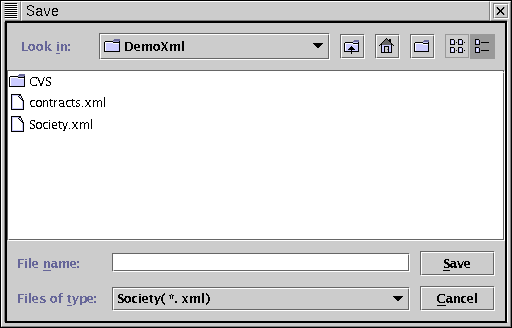 Save
Look in: DemoXml
CVS
contracts.xml
Society.xml
File name: Save
Files of type: Society( *. xml) Cancel